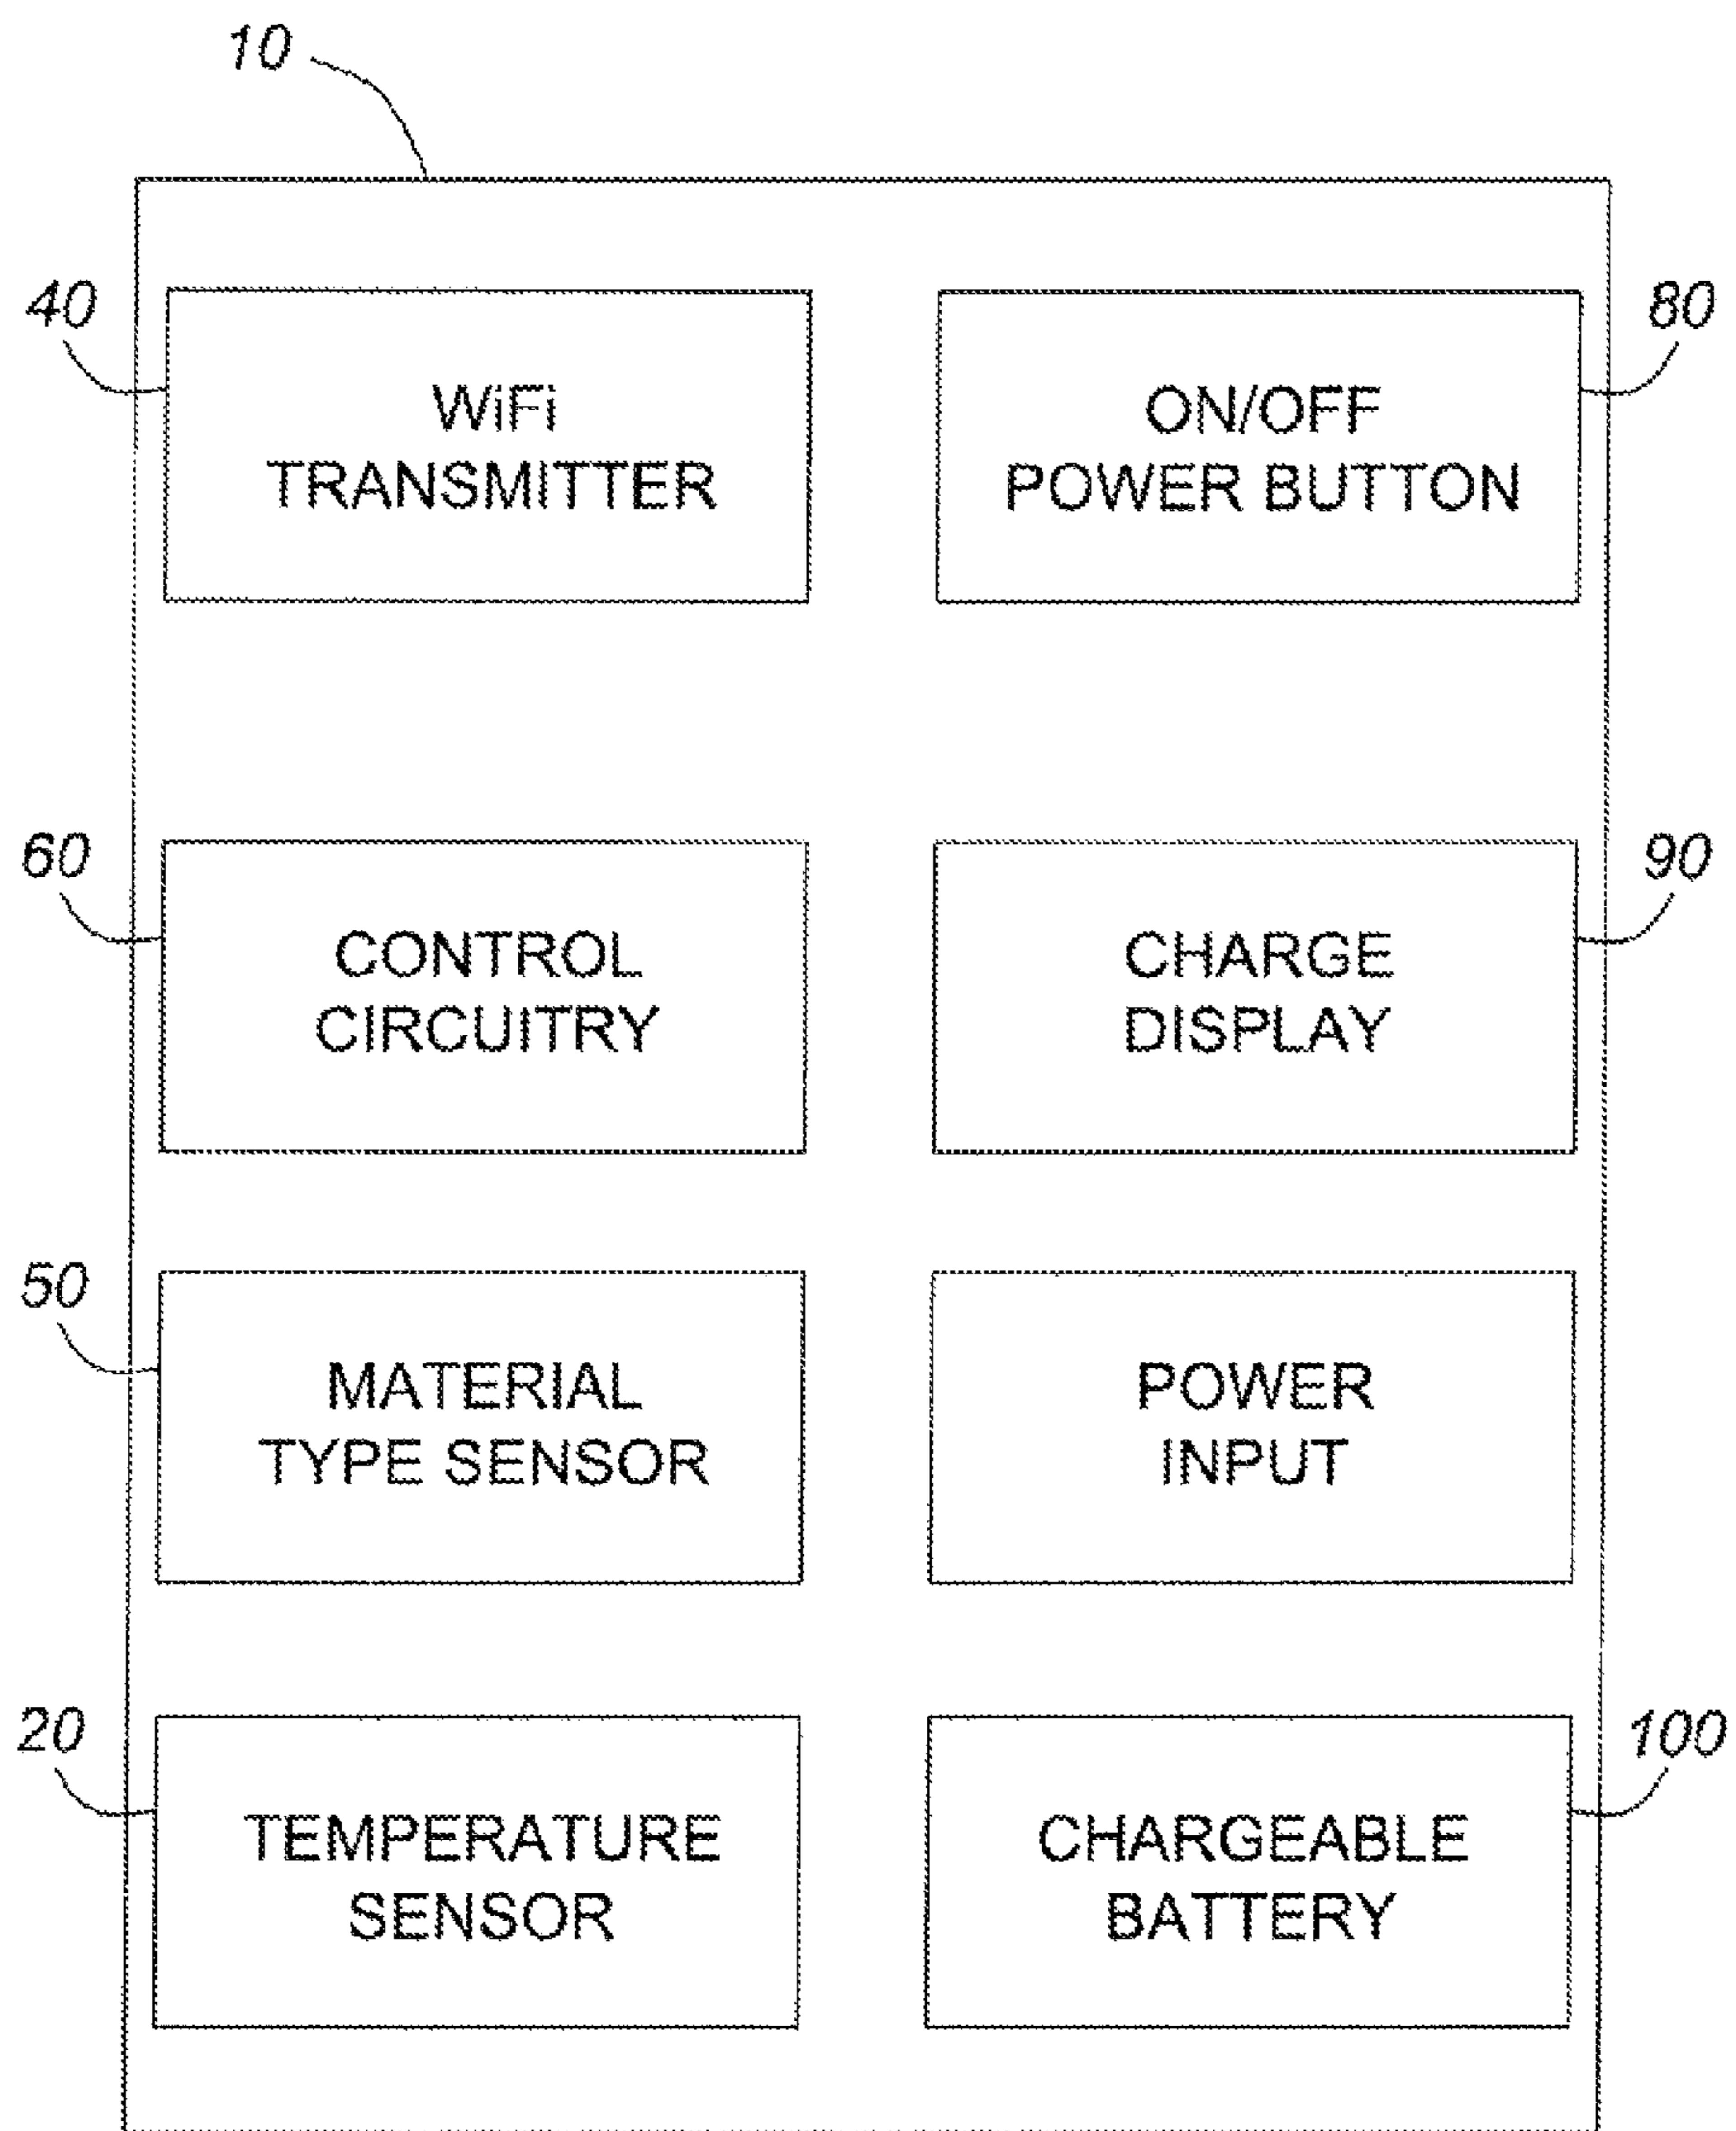 10
40
WiFi
TRANSMITTER
ON/OFF
POWER BUTTON
80
60
CONTROL
CIRCUITRY
CHARGE
DISPLAY
90
50
MATERIAL
TYPE SENSOR
POWER
INPUT
20
TEMPERATURE
SENSOR
CHARGEABLE
BATTERY
100